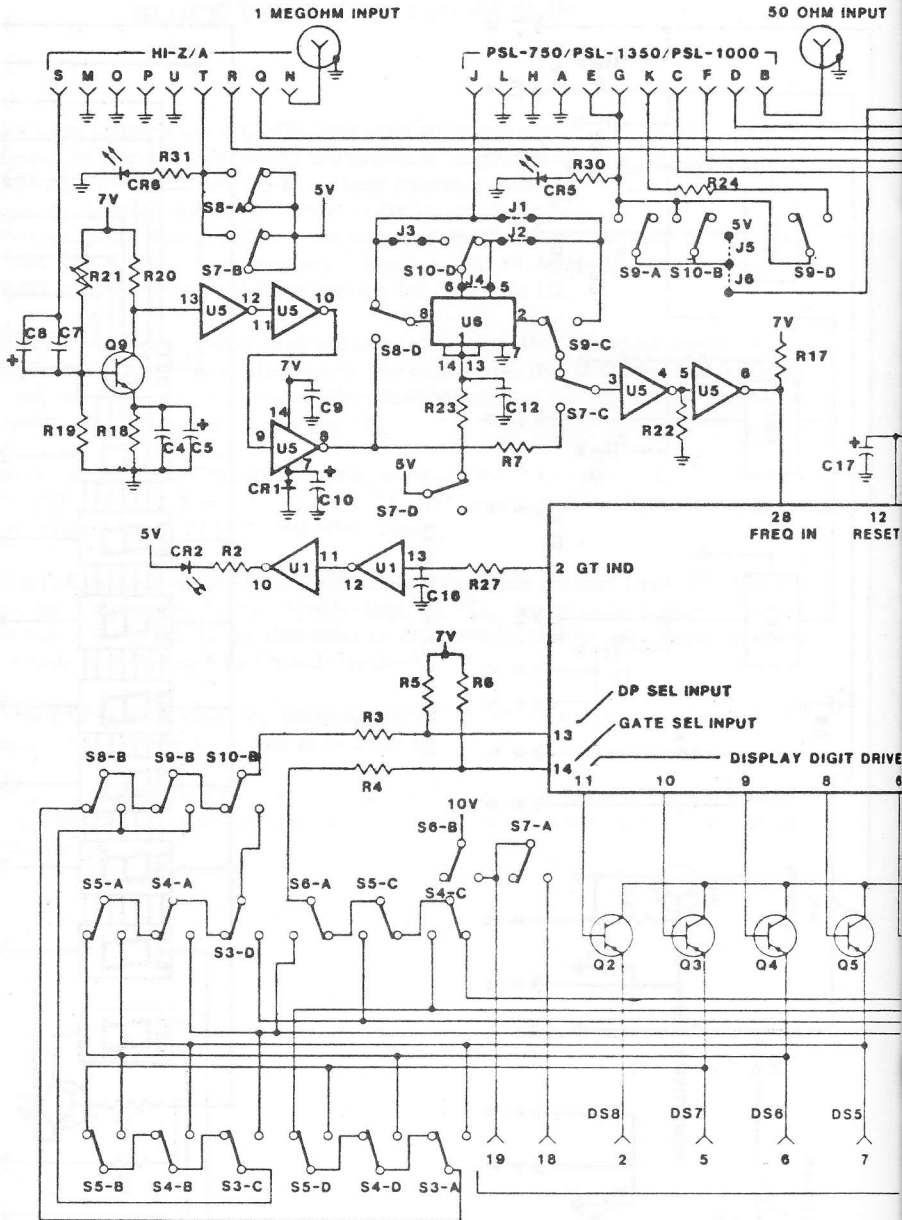 1 MEGOHM INPUT
50 OHM INPUT
HI-Z/A
PSL-750/PSL-1350/PSL-1000
S M O P U T R Q N
J L H A E G K C F D B
R31
CR6
R30
CR5
R24
S8-A
5V
S7-B
7V
R21
R20
J3
J1
J2
S10-D
J4
6 5
5V
J5
J6
S9-A
S10-B
S9-D
13
U5
12
11
U5
10
8
U6
2
1
7
14 13
S8-D
S9-C
7V
R17
C8
C7
Q9
7V
C9
R23
C12
3
U5
4
5
U5
6
S7-C
R22
R19
R18
C4
C5
14
9
U5
8
7
CR1
C10
R7
C17
5V
S7-D
28
FREQ IN
12
RESET
5V
CR2
R2
10
U1
11
12
U1
13
C16
R27
2
GT IND
7V
R5
R6
DP SEL INPUT
R3
13
GATE SEL INPUT
14
R4
DISPLAY DIGIT DRIVE
S8-B
S9-B
S10-B
11 10 9 8 6
10V
S6-B
S7-A
S5-A
S4-A
S6-A
S5-C
S4-C
S3-D
Q2
Q3
Q4
Q5
DS8
DS7
DS6
DS5
19 18 2 5 6 7
S5-B
S4-B
S3-C
S5-D
S4-D
S3-A